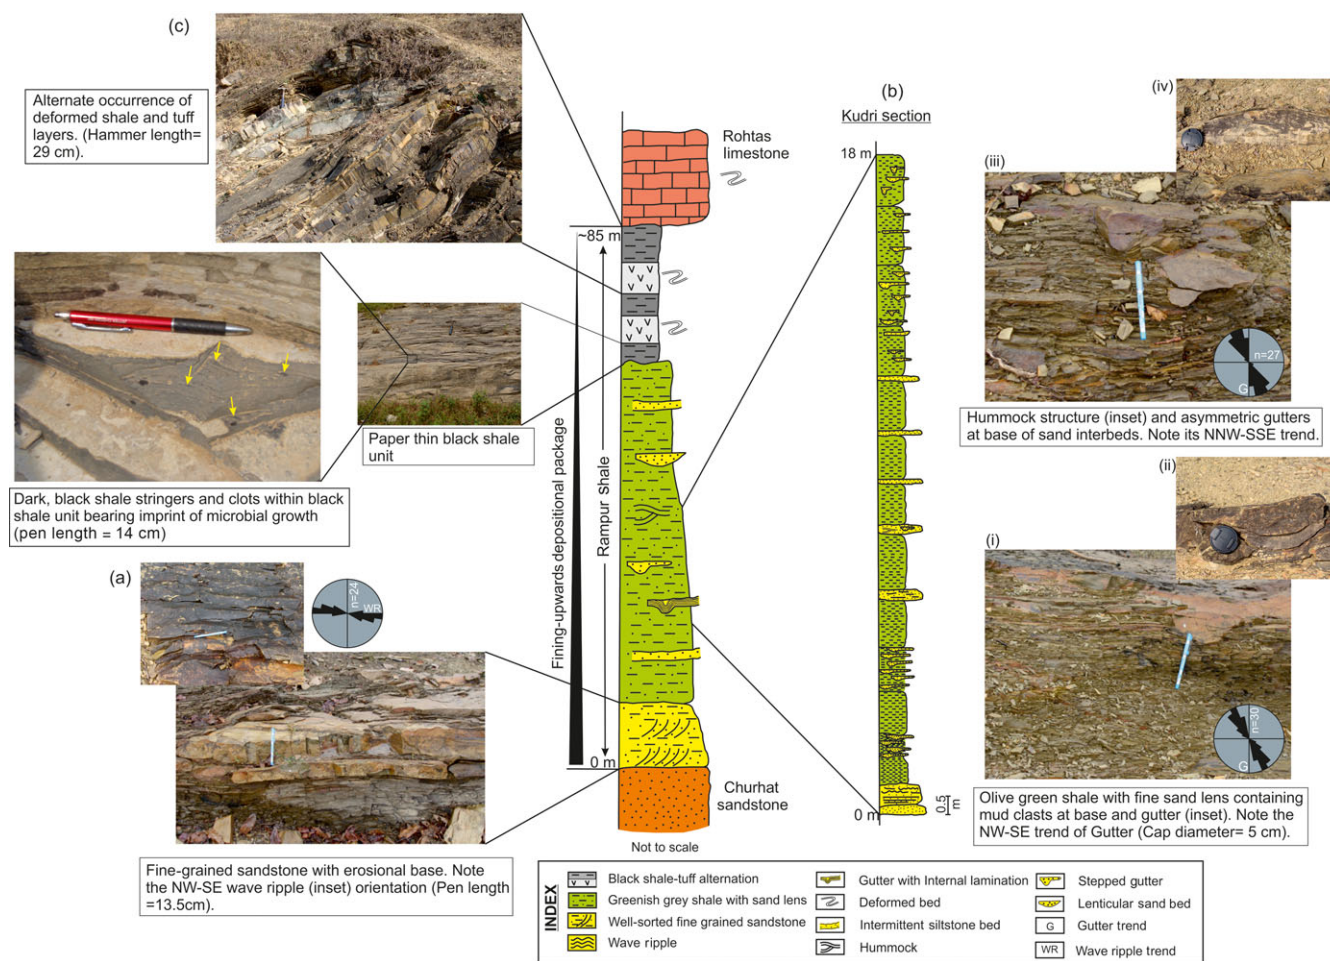 (c)
Alternate occurrence of
deformed shale and tuff
layers. (Hammer length=
29 cm).
Dark, black shale stringers and clots within black
shale unit bearing imprint of microbial growth
(pen length = 14 cm)
Paper thin black shale
unit
(a)
n=24
WR
Fine-grained sandstone with erosional base. Note
the NW-SE wave ripple (inset) orientation (Pen length
=13.5cm).
Rohtas
limestone
~85 m
Fining-upwards depositional package
Rampur shale
0 m
Churhat
sandstone
Not to scale
(b)
Kudri section
18 m
0 m
0.5
m
(iv)
(iii)
n=27
G
Hummock structure (inset) and asymmetric gutters
at base of sand interbeds. Note its NNW-SSE trend.
(ii)
(i)
n=30
G
Olive green shale with fine sand lens containing
mud clasts at base and gutter (inset). Note the
NW-SE trend of Gutter (Cap diameter= 5 cm).
INDEX
Black shale-tuff alternation
Greenish grey shale with sand lens
Well-sorted fine grained sandstone
Wave ripple
Gutter with Internal lamination
Deformed bed
Intermittent siltstone bed
Hummock
Stepped gutter
Lenticular sand bed
G
Gutter trend
WR
Wave ripple trend